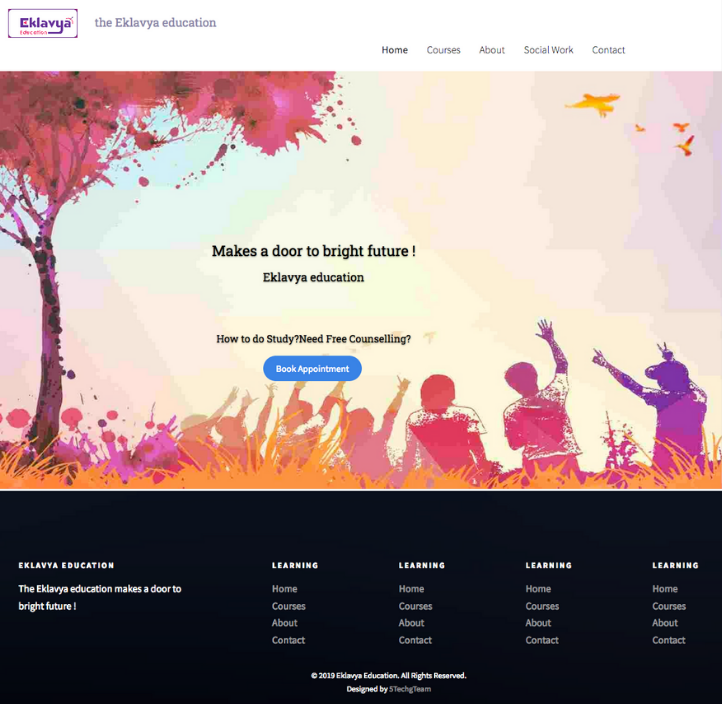 Eklavya
Education
the Eklavya education
Home Courses About Social Work Contact
Makes a door to bright future !
Eklavya education
How to do Study?Need Free Counselling?
Book Appointment
EKLAVYA EDUCATION
The Eklavya education makes a door to
bright future !
LEARNING
Home
Courses
About
Contact
LEARNING
Home
Courses
About
Contact
LEARNING
Home
Courses
About
Contact
LEARNING
Home
Courses
About
Contact
© 2019 Eklavya Education. All Rights Reserved.
Designed by 5TechgTeam